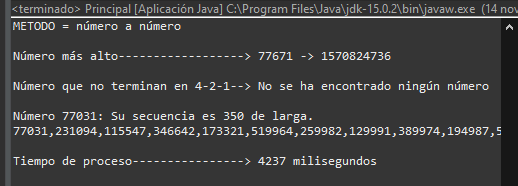 <terminado> Principal [Aplicación Java] C:\Program Files\Java\jdk-15.0.2\bin\javaw.exe (14 nov
METODO = número a número
Número más alto-----------------> 77671 -> 1570824736
Número que no terminan en 4-2-1--> No se ha encontrado ningún número
Número 77031: Su secuencia es 350 de larga.
77031,231094,115547,346642,173321,519964,259982,129991,389974,194987,5
Tiempo de proceso----------------> 4237 milisegundos